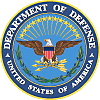 DEPARTMENT OF DEFENSE
UNITED STATES OF AMERICA